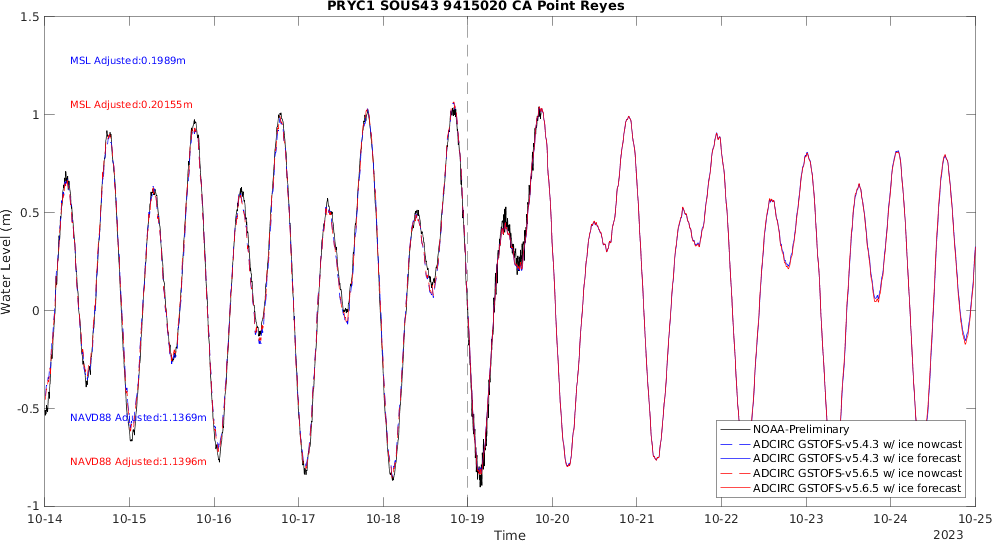 PRYC1 SOUS43 9415020 CA Point Reyes
1.5
MSL Adjusted:0.1989m
MSL Adjusted:0.20155m
1
0.5
Water Level (m)
0
-0.5
NAVD88 Adjusted:1.1369m
NAVD88 Adjusted:1.1396m
-1
NOAA-Preliminary
ADCIRC GSTOFS-v5.4.3 w/ ice nowcast
ADCIRC GSTOFS-v5.4.3 w/ ice forecast
ADCIRC GSTOFS-v5.6.5 w/ ice nowcast
ADCIRC GSTOFS-v5.6.5 w/ ice forecast
10-14 10-15 10-16 10-17 10-18 10-19 10-20 10-21 10-22 10-23 10-24 10-25
Time
2023